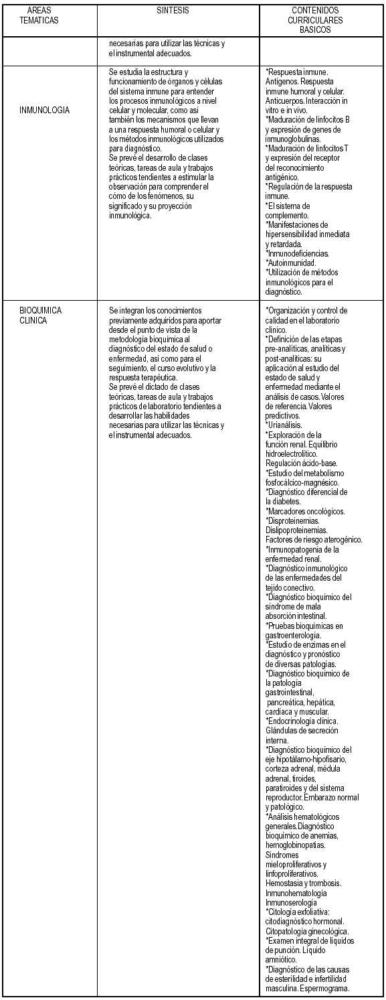 AREAS TEMATICAS
SINTESIS
CONTENIDOS CURRICULARES BASICOS
necesarias para utilizar las técnicas y
el instrumental adecuados.
INMUNOLOGIA
Se estudia la estructura y
funcionamiento de órganos y células
del sistema inmune para entender
los procesos inmunológicos a nivel
celular y molecular, como así
también los mecanismos que llevan
a una respuesta humoral o celular y
los métodos inmunológicos utilizados
para diagnóstico.
Se prevé el desarrollo de clases
teóricas, tareas de aula y trabajos
prácticos tendientes a estimular la
observación para comprender el
cómo de los fenómenos, su
significado y su proyección
inmunológica.
*Respuesta inmune.
Antígenos. Respuesta
inmune humoral y celular.
Anticuerpos. Interacción in
vitro e in vivo.
*Maduración de linfocitos B
y expresión de genes de
inmunoglobulinas.
*Maduración de linfocitos T
y expresión del receptor
del reconocimiento
antigénico.
*Regulación de la respuesta
inmune.
*El sistema de
complemento.
*Manifestaciones de
hipersensibilidad inmediata
y retardada.
*Inmunodeficiencias.
*Autoinmunidad.
*Utilización de métodos
inmunológicos para el
diagnóstico.
BIOQUIMICA
CLINICA
Se integran los conocimientos
previamente adquiridos para aportar
desde el punto de vista de la
metodología bioquímica al
diagnóstico del estado de salud o
enfermedad, así como para el
seguimiento, el curso evolutivo y la
respuesta terapéutica.
Se prevé el dictado de clases
teóricas, tareas de aula y trabajos
prácticos de laboratorio tendientes a
desarrollar las habilidades
necesarias para utilizar las técnicas y
el instrumental adecuados.
*Organización y control de
calidad en el laboratorio
clínico.
*Definición de las etapas
pre-analíticas, analíticas y
post-analíticas: su
aplicación al estudio del
estado de salud y
enfermedad mediante el
análisis de casos. Valores
de referencia. Valores
predictivos.
*Urianálisis.
*Exploración de la
función renal. Equilibrio
hidroelectrolítico.
Regulación ácido-base.
*Estudio del metabolismo
fosfocálcico-magnésico.
*Diagnóstico diferencial de
la diabetes.
*Marcadores oncológicos.
*Disproteinemias.
Dislipoproteinemias.
Factores de riesgo aterogénico.
*Inmunopatogenia de la
enfermedad renal.
*Diagnóstico inmunológico
de las enfermedades del
tejido conectivo.
*Diagnóstico bioquímico del
síndrome de mala
absorción intestinal.
*Pruebas bioquímicas en
gastroenterología.
*Estudio de enzimas en el
diagnóstico y pronóstico
de diversas patologías.
*Diagnóstico bioquímico de
la patología
gastrointestinal,
pancreática, hepática,
cardíaca y muscular.
*Endocrinología clínica.
Glándulas de secreción
interna.
*Diagnóstico bioquímico del
eje hipotálamo-hipofisario,
corteza adrenal, médula
adrenal, tiroides,
paratiroides y del sistema
reproductor. Embarazo normal
y patológico.
*Análisis hematológicos
generales.Diagnóstico
bioquímico de anemias,
hemoglobinopatías.
Síndromes
mieloproliferativos y
linfoproliferativos.
Hemostasia y trombosis.
Inmunohematología
Inmunoserología
*Citología exfoliativa:
citodiagnóstico hormonal.
Citopatología ginecológica.
*Examen integral de líquidos
de punción. Líquido
amniótico.
*Diagnóstico de las causas
de esterilidad e infertilidad
masculina. Espermograma.